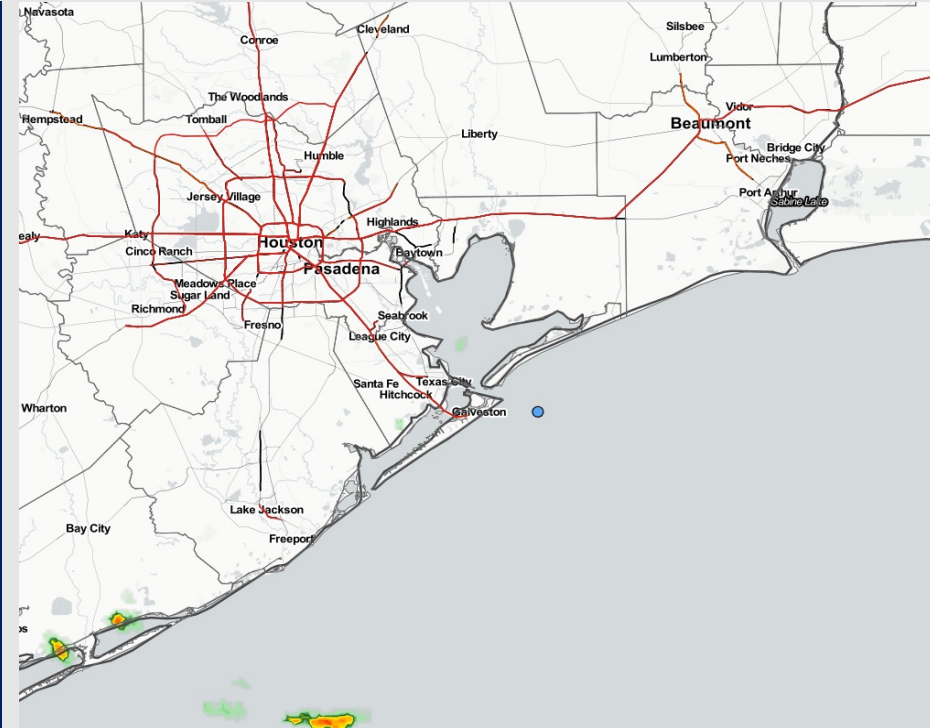 Navasota
Cleveland
Silsbee
Conroe
Lumberton
The Woodlands
Vidor
Hempstead
Tomball
Beaumont
Liberty
Bridge City
Humble
Port Neches
Jersey Village
Port Arthur
Sabine Lake
Highlands
ealy
Katy
Houston
Cinco Ranch
Baytown
Pasadena
Meadows Place
Sugar Land
Richmond
Seabrook
Fresno
League City
Santa Fe
Texas City
Hitchcock
Wharton
Galveston
Lake Jackson
Bay City
Freeport
os